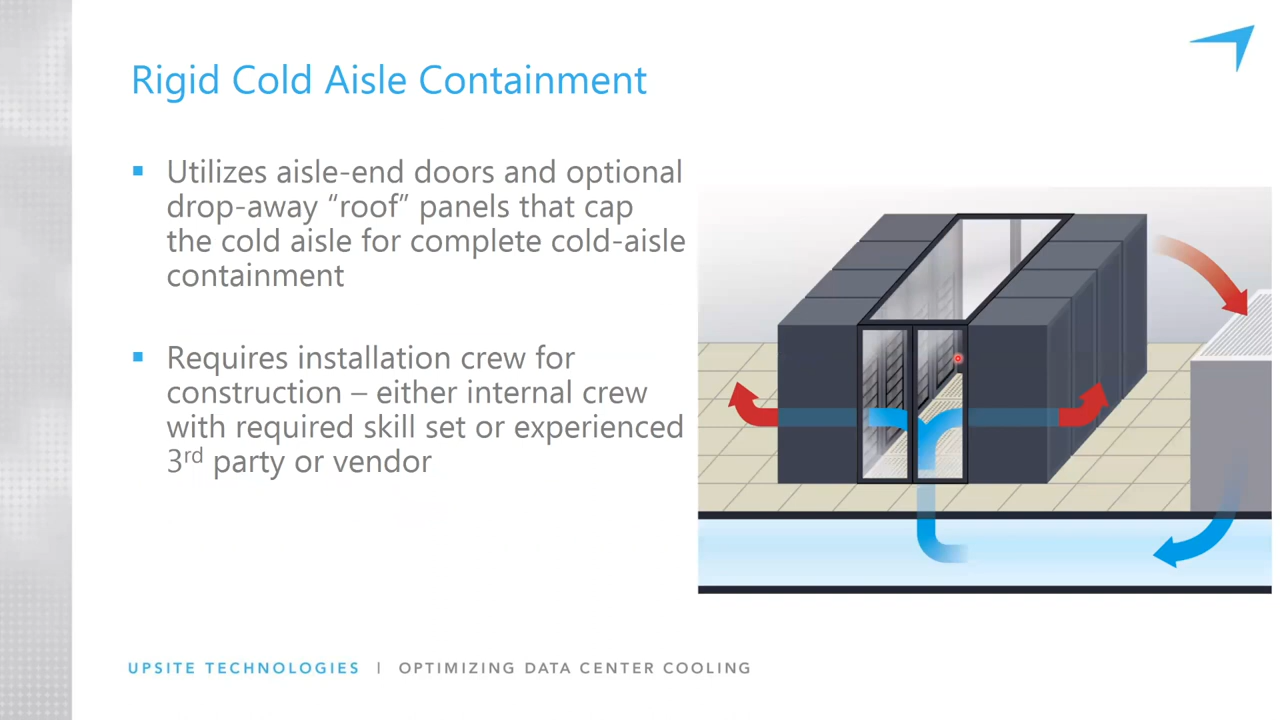 Rigid Cold Aisle Containment
Utilizes aisle-end doors and optional
drop-away “roof” panels that cap
the cold aisle for complete cold-aisle
containment
Requires installation crew for
construction – either internal crew
with required skill set or experienced
3rd party or vendor
UPSITE TECHNOLOGIES | OPTIMIZING DATA CENTER COOLING